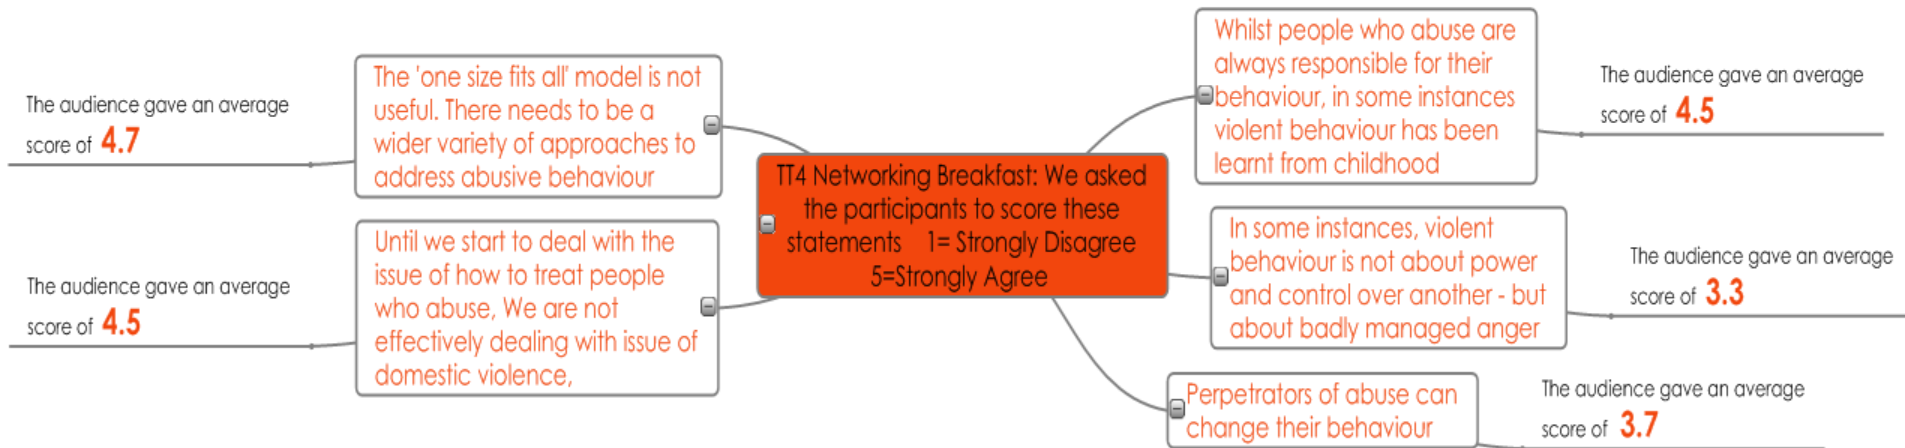 The 'one size fits all' model is not
useful. There needs to be a
wider variety of approaches to
address abusive behaviour
The audience gave an average
score of 4.7
Until we start to deal with the
issue of how to treat people
who abuse, We are not
effectively dealing with issue of
domestic violence,
The audience gave an average
score of 4.5
TT4 Networking Breakfast: We asked
the participants to score these
statements 1= Strongly Disagree
5=Strongly Agree
Whilst people who abuse are
always responsible for their
behaviour, in some instances
violent behaviour has been
learnt from childhood
The audience gave an average
score of 4.5
In some instances, violent
behaviour is not about power
and control over another - but
about badly managed anger
The audience gave an average
score of 3.3
Perpetrators of abuse can
change their behaviour
The audience gave an average
score of 3.7